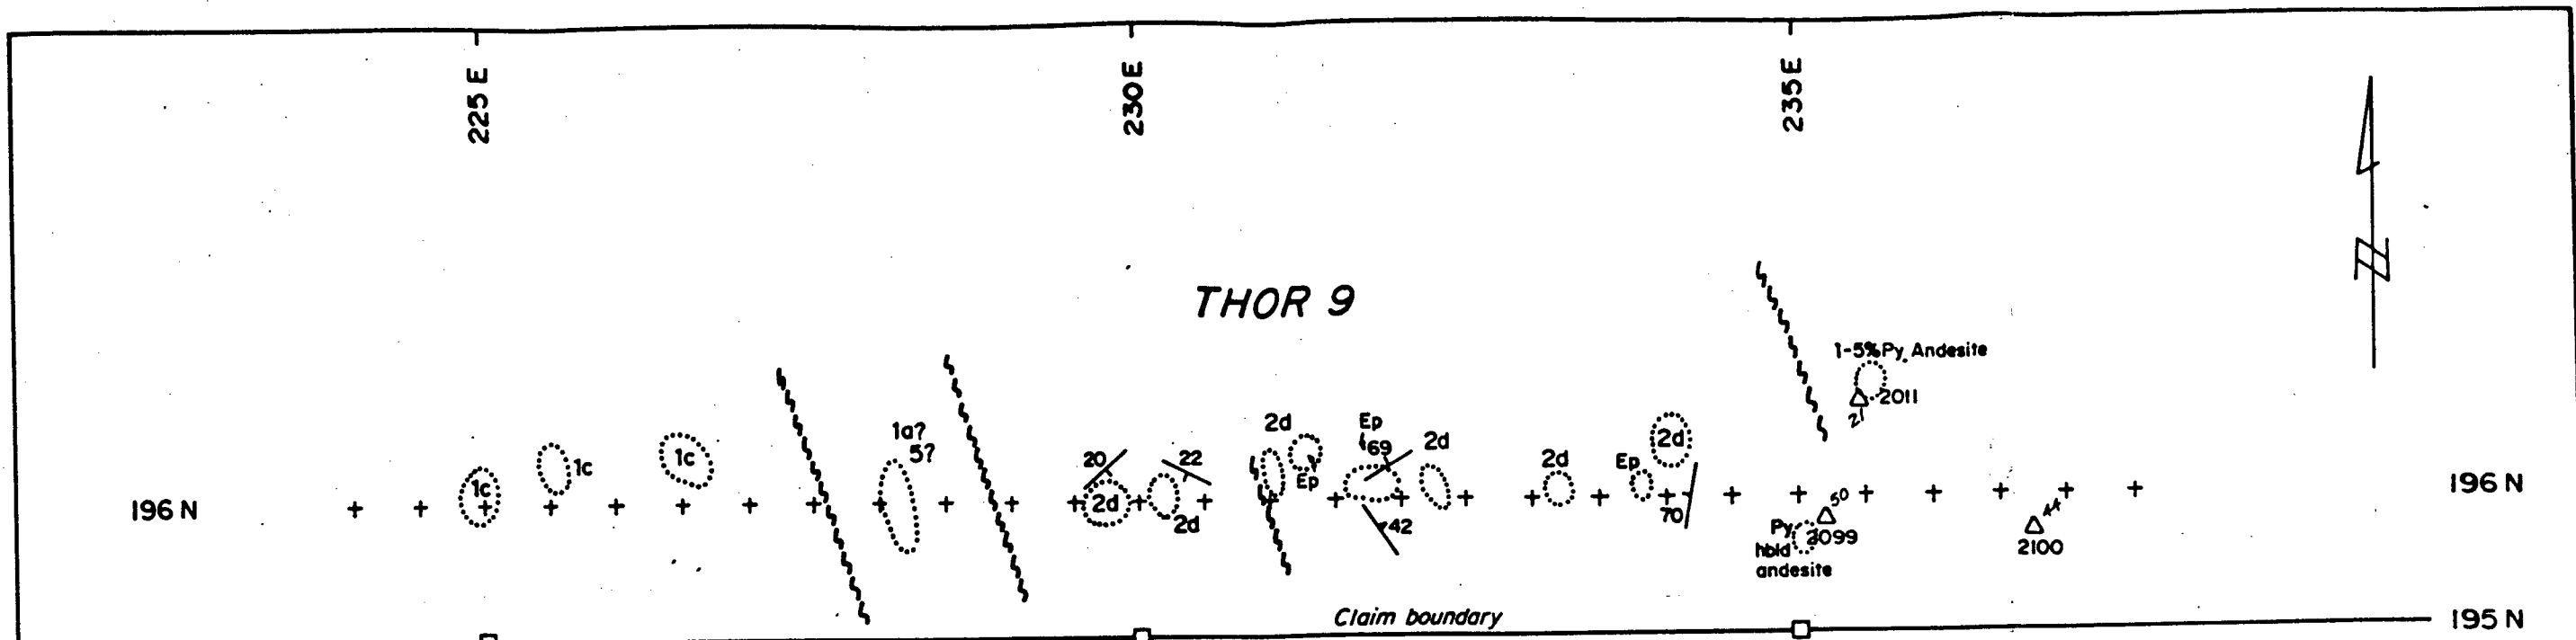 225 E
230 E
235 E
THOR 9
1-5% Py. Andesite
2011
21
1a?
5?
2d
Ep
69
2d
20
22
1c
1c
1c
2d
Ep
2d
2d
Ep
2d
2d
196 N
196 N
42
70
50
Py
2099
hbld
andesite
2100
Claim boundary
195 N